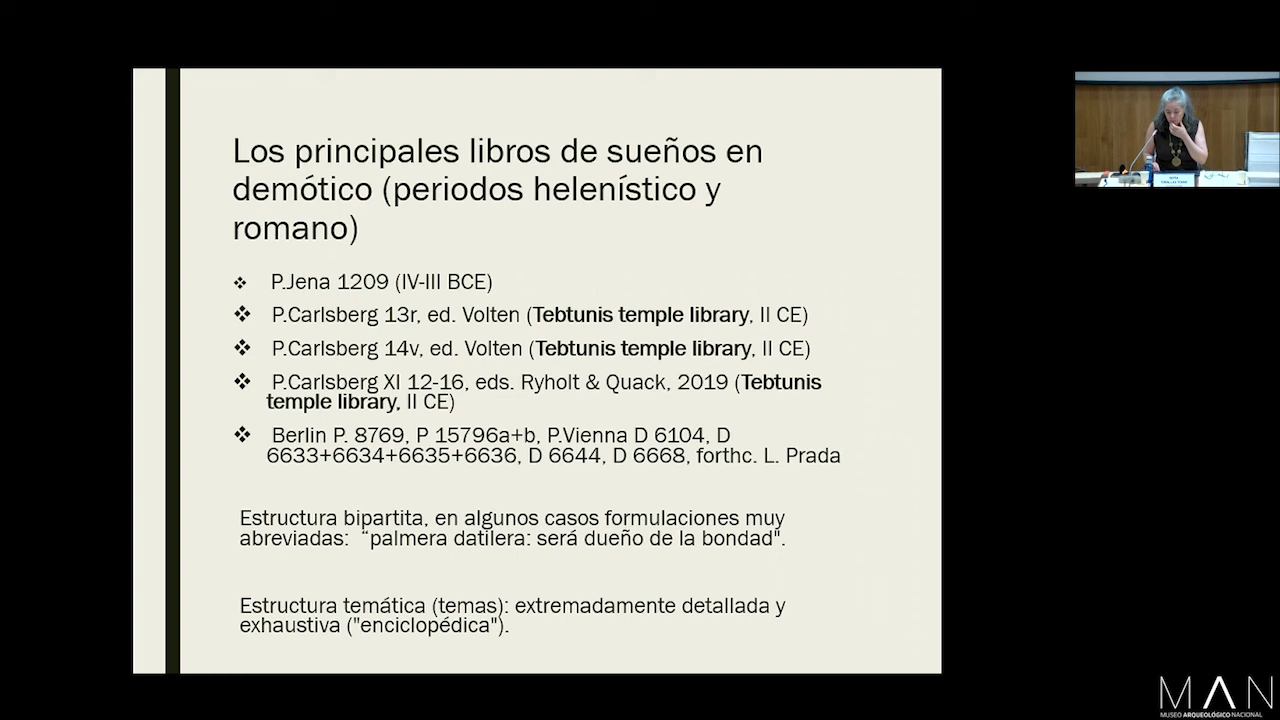 Los principales libros de sueños en
demótico (periodos helenístico y
romano)
❖ P.Jena 1209 (IV-III BCE)
❖ P.Carlsberg 13r, ed. Volten (Tebtunis temple library, II CE)
❖ P.Carlsberg 14v, ed. Volten (Tebtunis temple library, II CE)
❖ P.Carlsberg XI 12-16, eds. Ryholt & Quack, 2019 (Tebtunis
temple library, II CE)
❖ Berlin P. 8769, P 15796a+b, P.Vienna D 6104, D
6633+6634+6635+6636, D 6644, D 6668, forthc. L. Prada
Estructura bipartita, en algunos casos formulaciones muy
abreviadas: “palmera datilera: será dueño de la bondad".
Estructura temática (temas): extremadamente detallada y
exhaustiva ("enciclopédica").
MAN
MUSEO ARQUEOLÓGICO NACIONAL